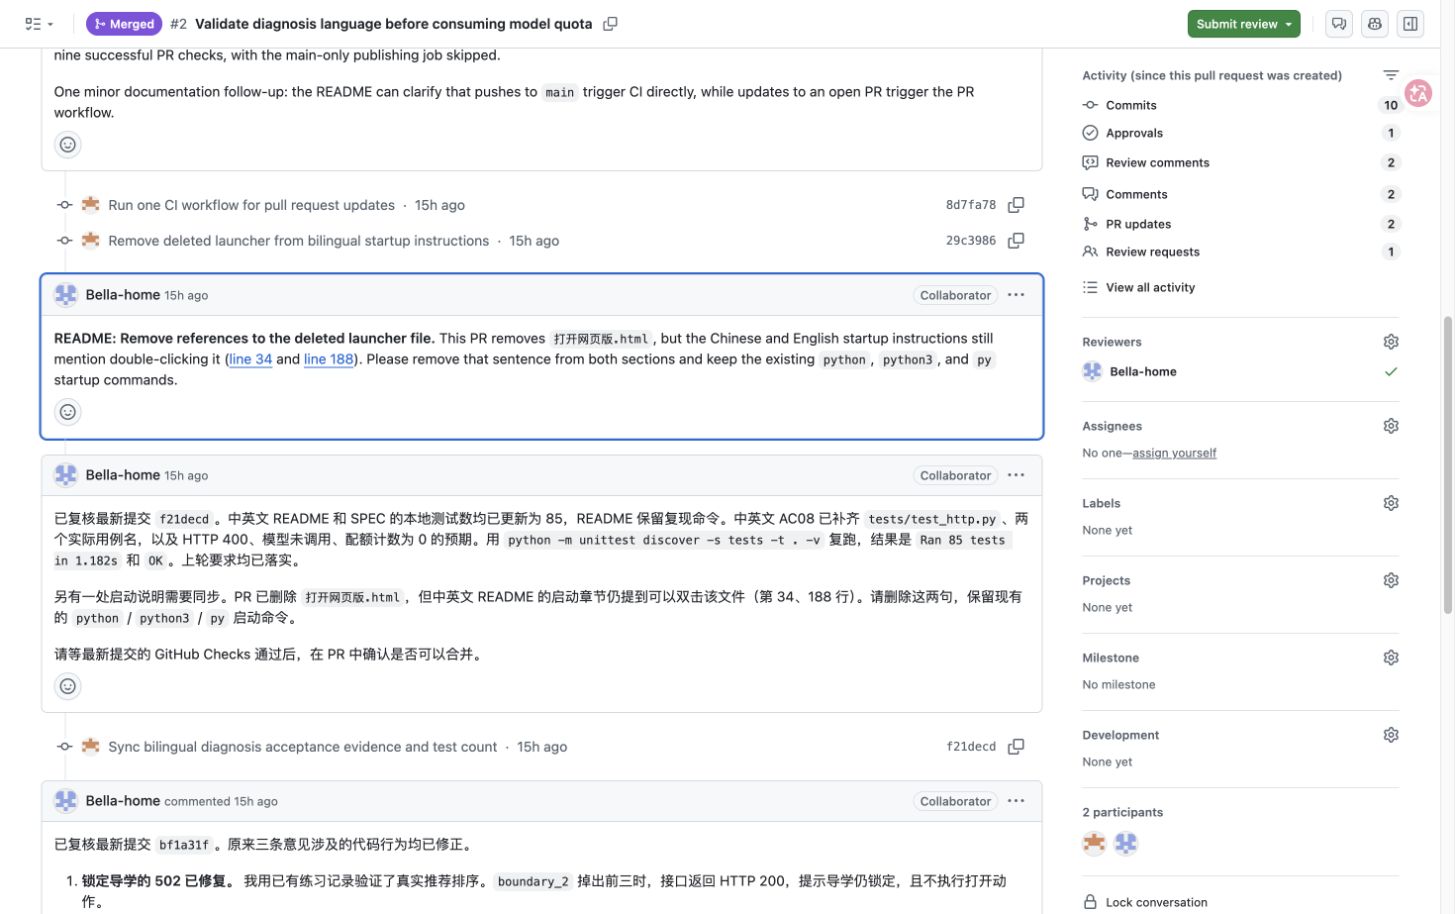 Merged #2 Validate diagnosis language before consuming model quota
Submit review
nine successful PR checks, with the main-only publishing job skipped.
One minor documentation follow-up: the README can clarify that pushes to main trigger CI directly, while updates to an open PR trigger the PR
workflow.
Run one CI workflow for pull request updates · 15h ago
8d7fa78
Remove deleted launcher from bilingual startup instructions · 15h ago
29c3986
Bella-home 15h ago
Collaborator
README: Remove references to the deleted launcher file. This PR removes 打开网页版.html, but the Chinese and English startup instructions still
mention double-clicking it (line 34 and line 188). Please remove that sentence from both sections and keep the existing python, python3, and py
startup commands.
Bella-home 15h ago
Collaborator
已复核最新提交 f21decd。中英文 README 和 SPEC 的本地测试数均已更新为 85，README 保留复现命令。中英文 AC08 已补齐 tests/test_http.py、两
个实际用例名，以及 HTTP 400、模型未调用、配额计数为 0 的预期。用 python -m unittest discover -s tests -t . -v 复跑，结果是 Ran 85 tests
in 1.182s 和 OK。上轮要求均已落实。
另有一处启动说明需要同步。PR 已删除 打开网页版.html，但中英文 README 的启动章节仍提到可以双击该文件（第 34、188 行）。请删除这两句，保留现有
的 python / python3 / py 启动命令。
请等最新提交的 GitHub Checks 通过后，在 PR 中确认是否可以合并。
Sync bilingual diagnosis acceptance evidence and test count · 15h ago
f21decd
Bella-home commented 15h ago
Collaborator
已复核最新提交 bf1a31f。原来三条意见涉及的代码行为均已修正。
1. 锁定导学的 502 已修复。 我用已有练习记录验证了真实推荐排序。boundary_2 掉出前三时，接口返回 HTTP 200，提示导学仍锁定，且不执行打开动
作。
Activity (since this pull request was created)
Commits 10
Approvals 1
Review comments 2
Comments 2
PR updates 2
Review requests 1
View all activity
Reviewers
Bella-home
Assignees
No one—assign yourself
Labels
None yet
Projects
None yet
Milestone
No milestone
Development
None yet
2 participants
Lock conversation